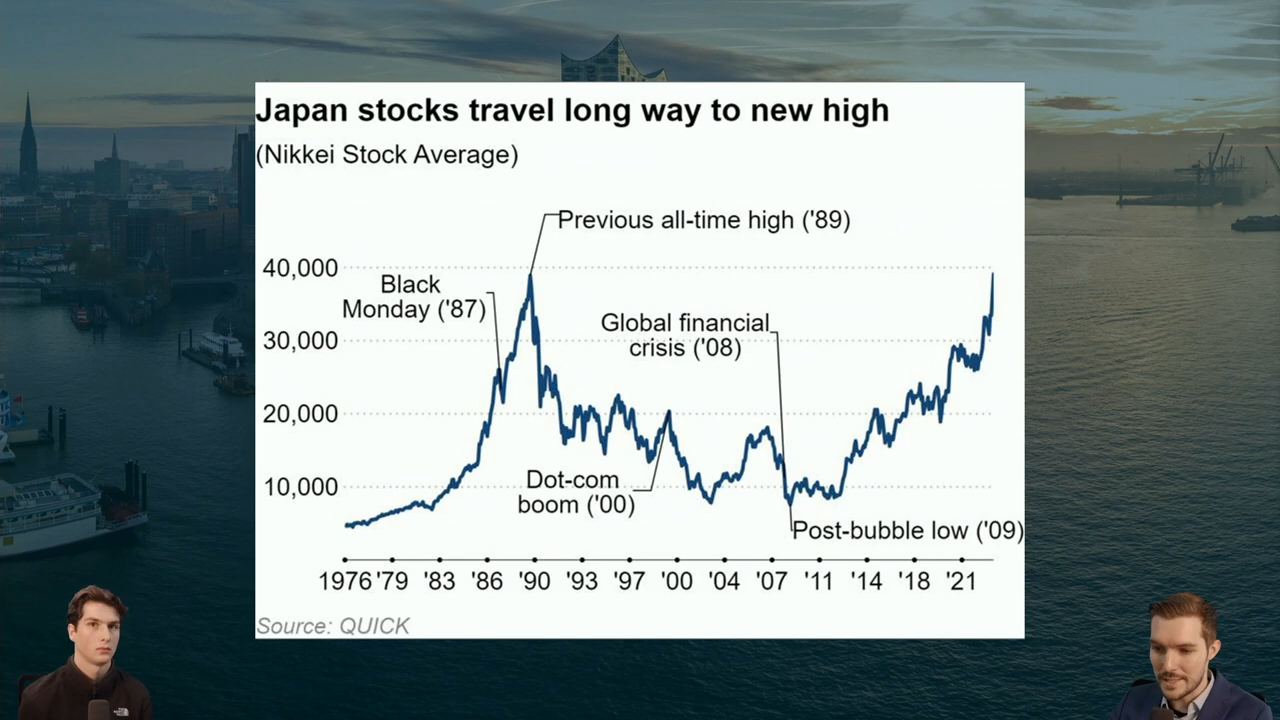 Japan stocks travel long way to new high
(Nikkei Stock Average)
Previous all-time high ('89)
40,000
Black
Monday ('87)
Global financial
crisis ('08)
30,000
20,000
Dot-com
boom ('00)
10,000
Post-bubble low ('09)
1976 '79 '83 '86 '90 '93 '97 '00 '04 '07 '11 '14 '18 '21
Source: QUICK